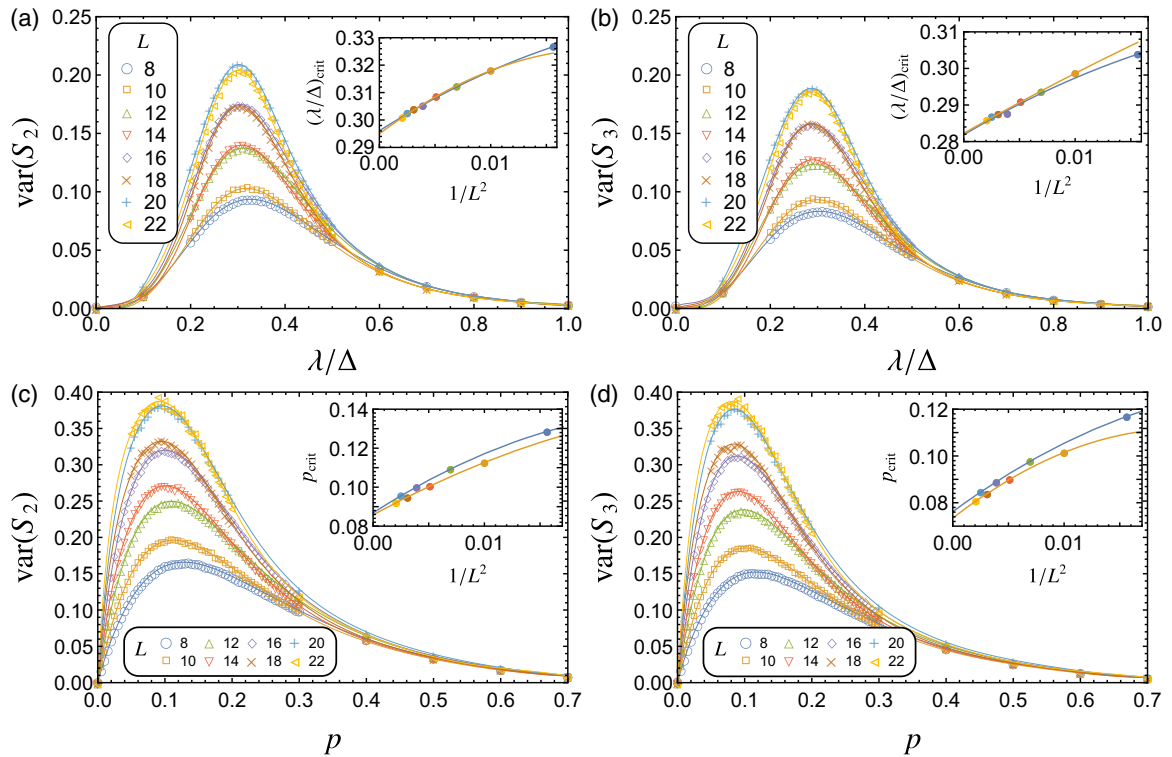 (a)
var(S₂)
0.25
0.20
0.15
0.10
0.05
0.00
0.0 0.2 0.4 0.6 0.8 1.0
λ/Δ
L
8
10
12
14
16
18
20
22
(λ/Δ)crit
0.33
0.32
0.31
0.30
0.29
0.00 0.01
1/L²
(b)
var(S₃)
0.25
0.20
0.15
0.10
0.05
0.00
0.0 0.2 0.4 0.6 0.8 1.0
λ/Δ
L
8
10
12
14
16
18
20
22
(λ/Δ)crit
0.31
0.30
0.29
0.28
0.00 0.01
1/L²
(c)
var(S₂)
0.40
0.35
0.30
0.25
0.20
0.15
0.10
0.05
0.00
0.0 0.1 0.2 0.3 0.4 0.5 0.6 0.7
p
L 8 12 16 20
10 14 18 22
pcrit
0.14
0.12
0.10
0.08
0.00 0.01
1/L²
(d)
var(S₃)
0.40
0.35
0.30
0.25
0.20
0.15
0.10
0.05
0.00
0.0 0.1 0.2 0.3 0.4 0.5 0.6 0.7
p
L 8 12 16 20
10 14 18 22
pcrit
0.12
0.10
0.08
0.00 0.01
1/L²